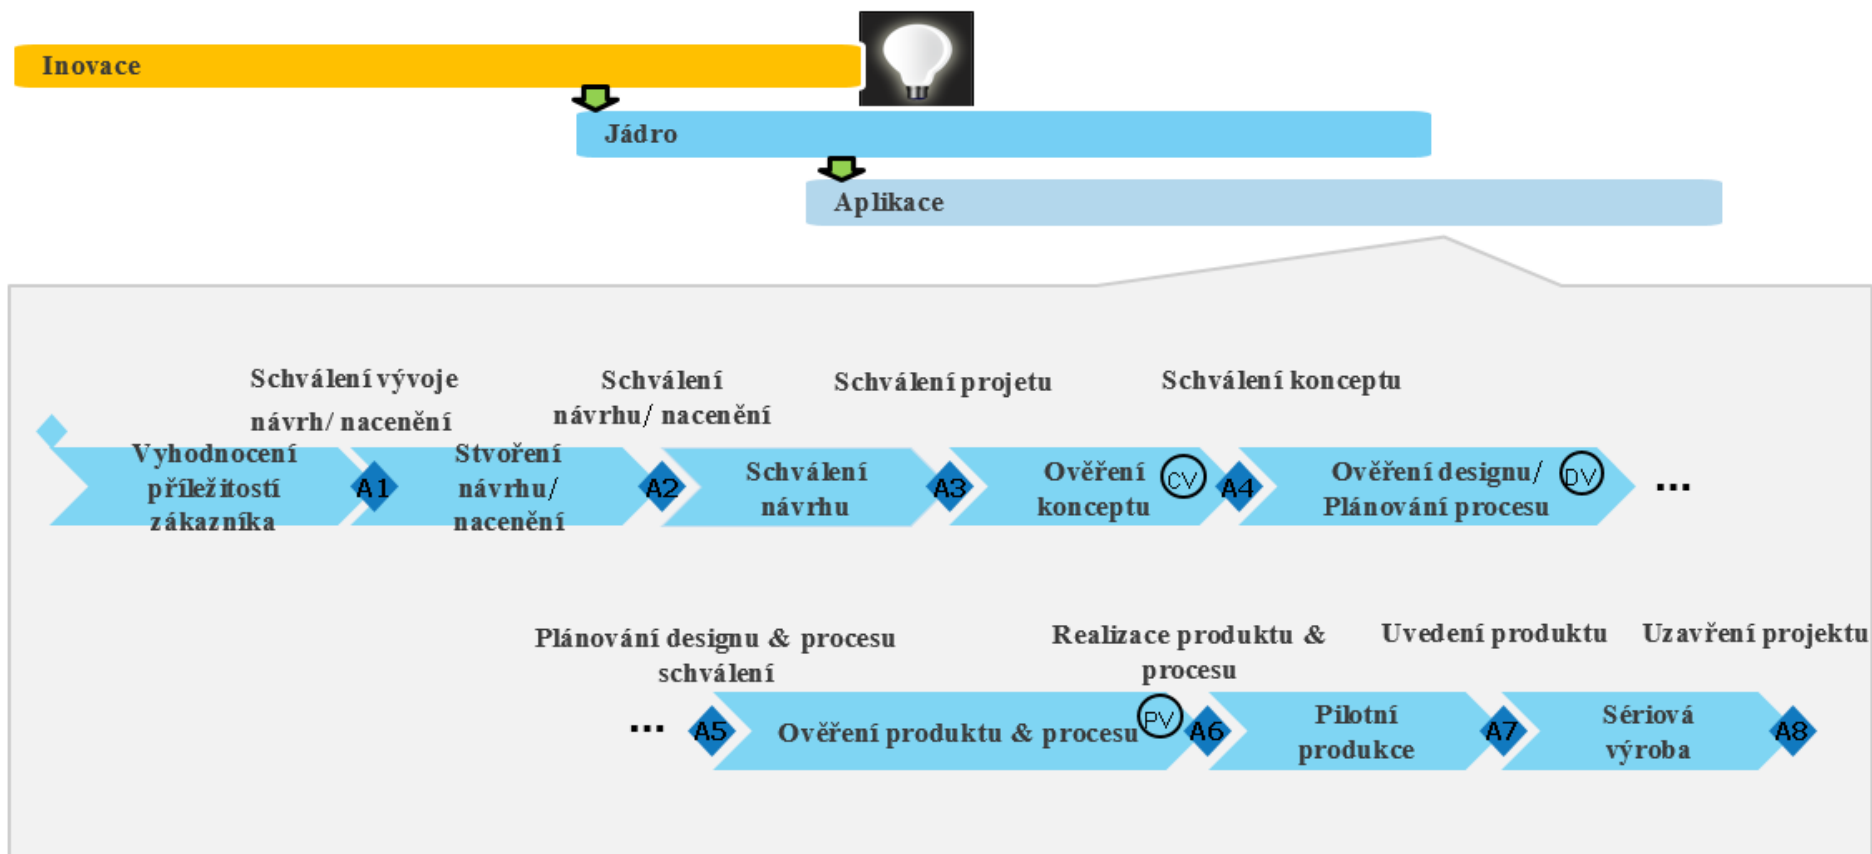 Inovace
Jádro
Aplikace
Schválení vývoje
návrh/ nacenění
Schválení
návrhu/ nacenění
Schválení projetu
Schválení konceptu
Vyhodnocení
příležitostí
zákazníka
A1
Stvoření
návrhu/
nacenění
A2
Schválení
návrhu
A3
Ověření
konceptu
CV
A4
Ověření designu/
Plánování procesu
DV
...
Plánování designu & procesu
schválení
Realizace produktu &
procesu
Uvedení produktu
Uzavření projektu
...
A5
Ověření produktu & procesu
PV
A6
Pilotní
produkce
A7
Sériová
výroba
A8